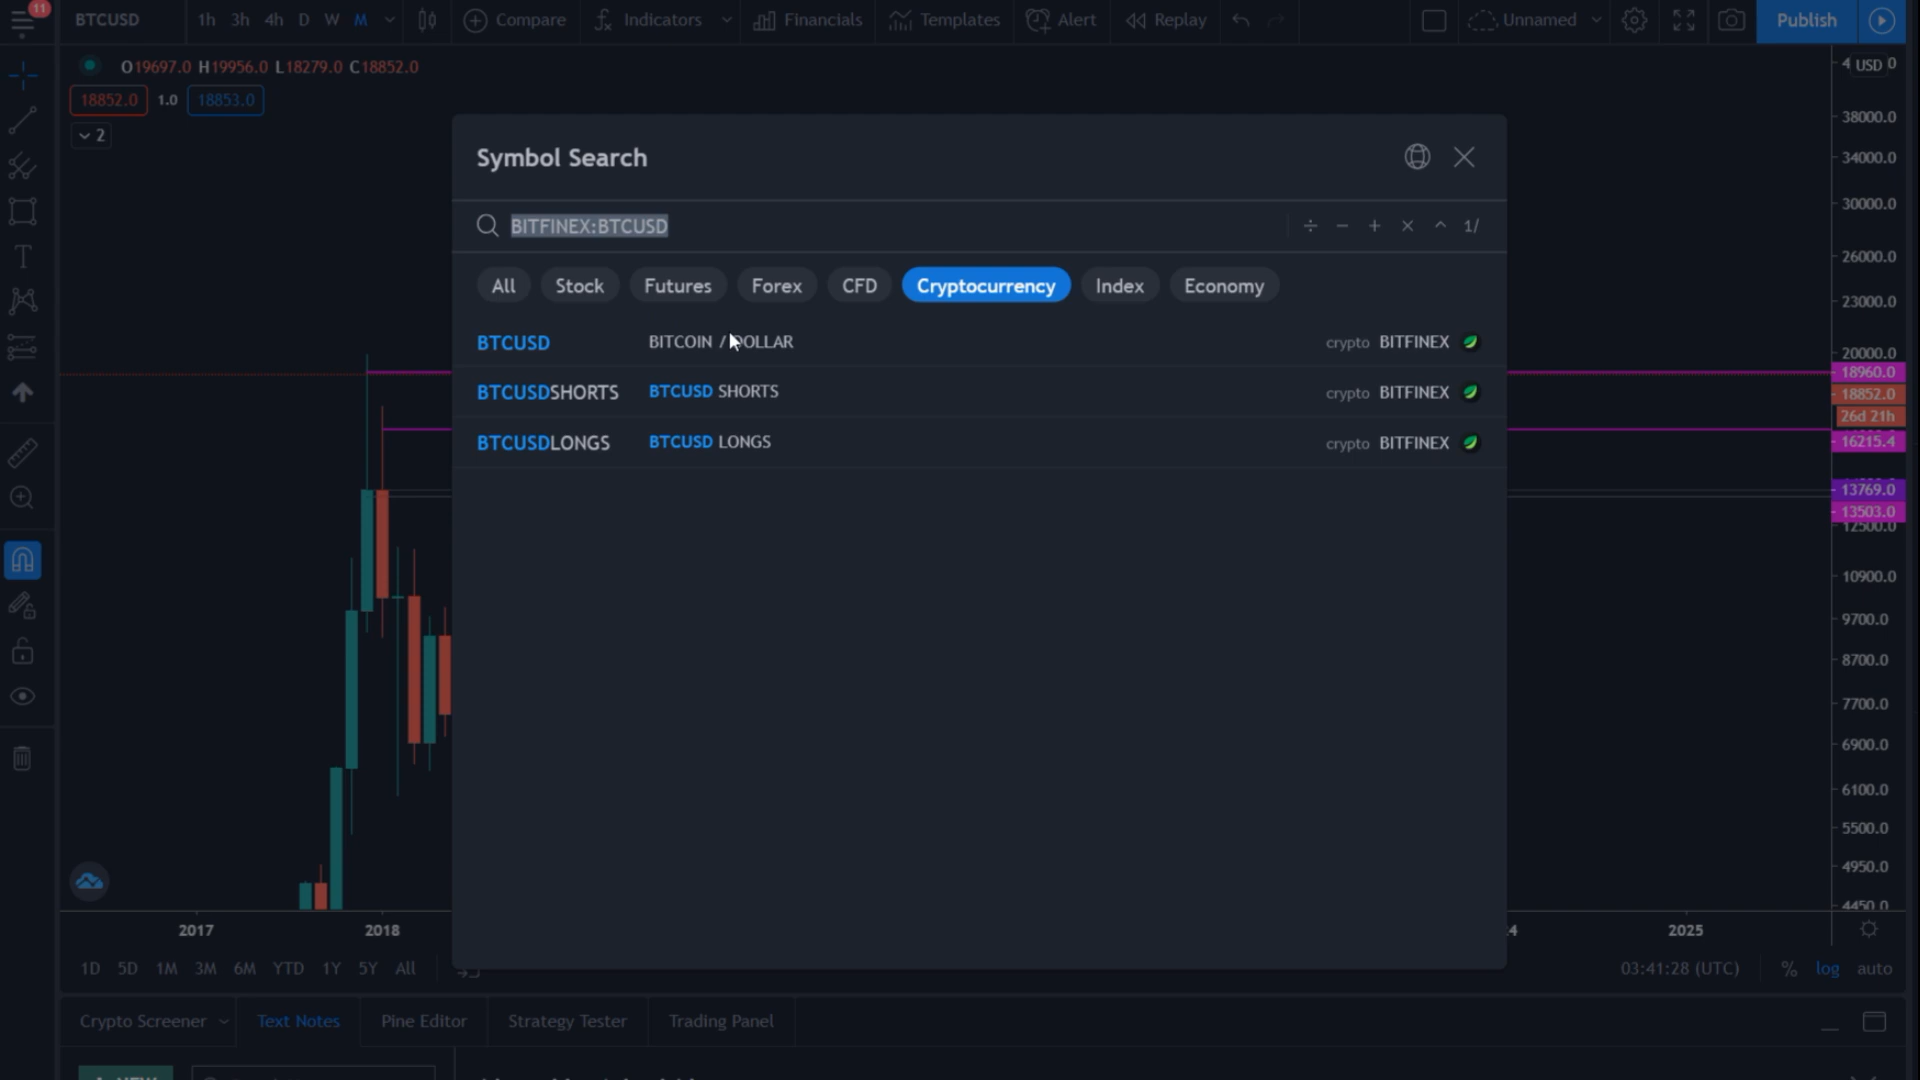 11
BTCUSD 1h 3h 4h D W M Compare Indicators Financials Templates Alert Replay Unnamed Publish
O19697.0 H19956.0 L18279.0 C18852.0
18852.0 1.0 18853.0
2
Symbol Search
BITFINEX:BTCUSD ÷ − + × ^ 1/
All Stock Futures Forex CFD Cryptocurrency Index Economy
BTCUSD BITCOIN / DOLLAR crypto BITFINEX
BTCUSDSHORTS BTCUSD SHORTS crypto BITFINEX
BTCUSDLONGS BTCUSD LONGS crypto BITFINEX
USD
38000.0
34000.0
30000.0
26000.0
23000.0
20000.0
18960.0
18852.0
26d 21h
16215.4
13769.0
13503.0
12500.0
10900.0
9700.0
8700.0
7700.0
6900.0
6100.0
5500.0
4950.0
4450.0
2017 2018 2025
1D 5D 1M 3M 6M YTD 1Y 5Y All 03:41:28 (UTC) % log auto
Crypto Screener Text Notes Pine Editor Strategy Tester Trading Panel
NEW